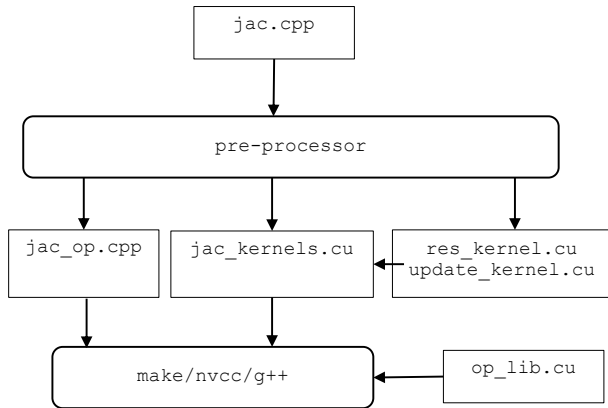 jac.cpp
pre-processor
jac_op.cpp
jac_kernels.cu
res_kernel.cu
update_kernel.cu
make/nvcc/g++
op_lib.cu